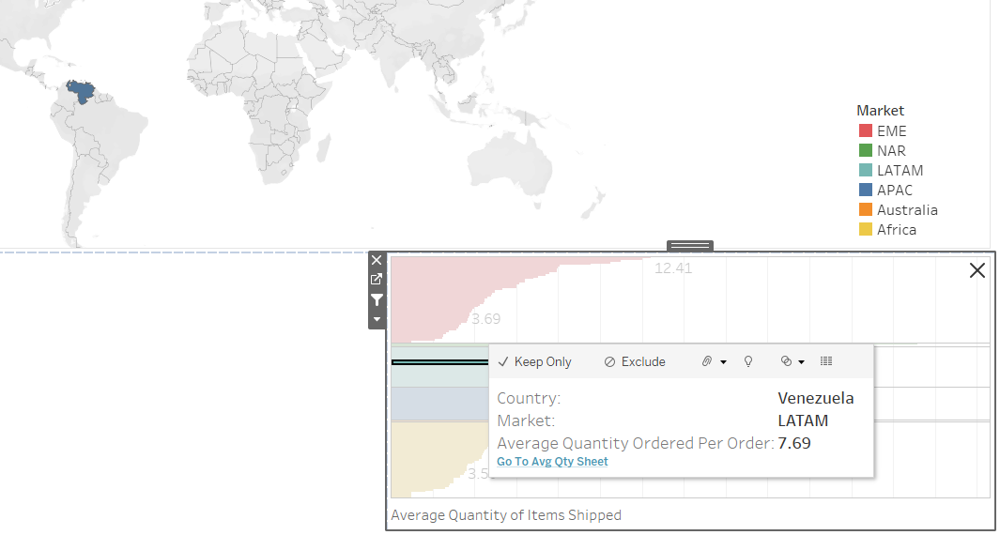 Market
EME
NAR
LATAM
APAC
Australia
Africa
12.41
3.69
Keep Only
Exclude
Country: Venezuela
Market: LATAM
Average Quantity Ordered Per Order: 7.69
Go To Avg Qty Sheet
Average Quantity of Items Shipped